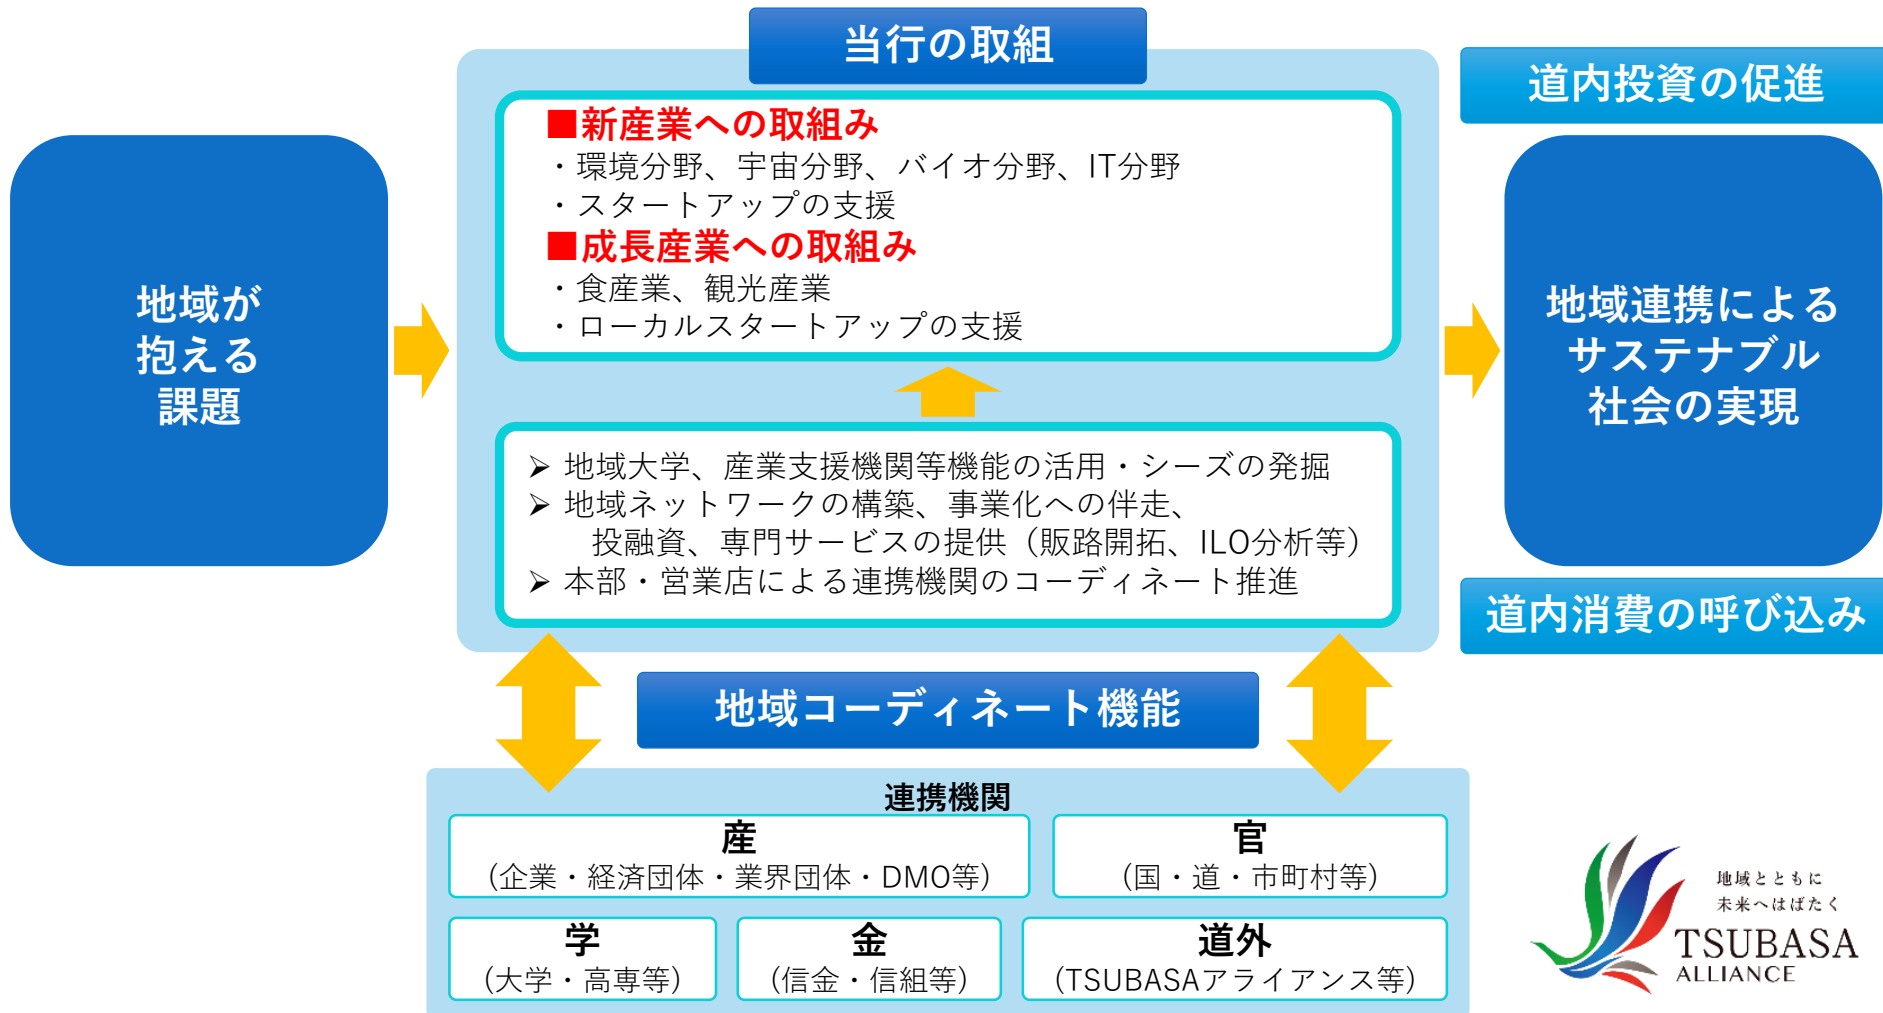 当行の取組
■新産業への取組み
・環境分野、宇宙分野、バイオ分野、IT分野
・スタートアップの支援
■成長産業への取組み
・食産業、観光産業
・ローカルスタートアップの支援
地域が
抱える
課題
➢ 地域大学、産業支援機関等機能の活用・シーズの発掘
➢ 地域ネットワークの構築、事業化への伴走、
投融資、専門サービスの提供（販路開拓、ILO分析等）
➢ 本部・営業店による連携機関のコーディネート推進
道内投資の促進
地域連携による
サステナブル
社会の実現
道内消費の呼び込み
地域コーディネート機能
連携機関
産
（企業・経済団体・業界団体・DMO等）
官
（国・道・市町村等）
学
（大学・高専等）
金
（信金・信組等）
道外
（TSUBASAアライアンス等）
地域とともに
未来へはばたく
TSUBASA
ALLIANCE